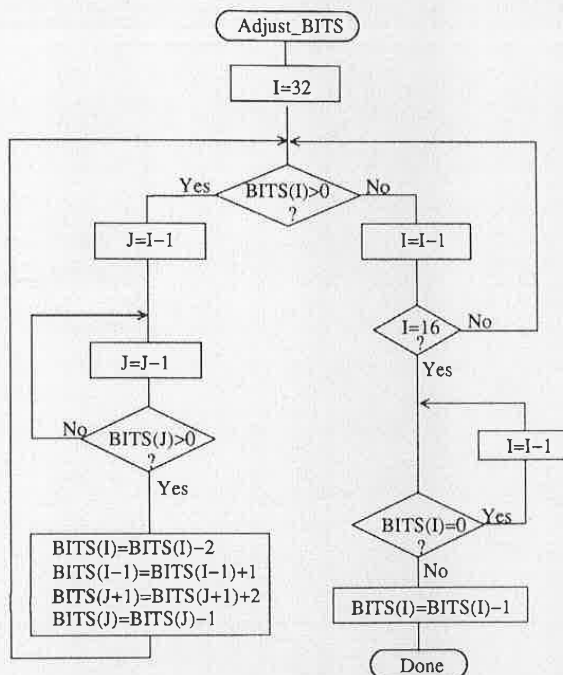 Adjust_BITS
I=32
Yes
BITS(I)>0
?
No
J=I-1
I=I-1
I=16
?
No
Yes
J=J-1
No
BITS(J)>0
?
Yes
I=I-1
BITS(I)=0
?
Yes
No
BITS(I)=BITS(I)-2
BITS(I-1)=BITS(I-1)+1
BITS(J+1)=BITS(J+1)+2
BITS(J)=BITS(J)-1
BITS(I)=BITS(I)-1
Done